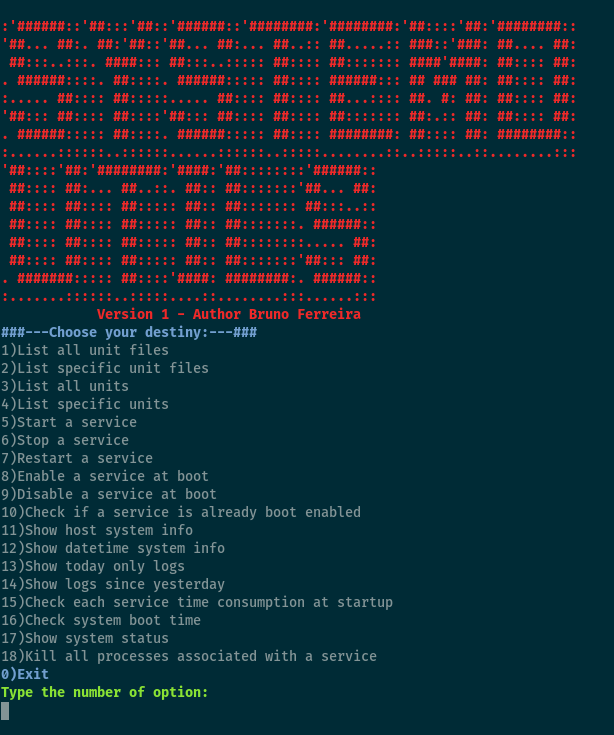 SYSTEMD
UTILS
Version 1 - Author Bruno Ferreira
###---Choose your destiny:---###
1)List all unit files
2)List specific unit files
3)List all units
4)List specific units
5)Start a service
6)Stop a service
7)Restart a service
8)Enable a service at boot
9)Disable a service at boot
10)Check if a service is already boot enabled
11)Show host system info
12)Show datetime system info
13)Show today only logs
14)Show logs since yesterday
15)Check each service time consumption at startup
16)Check system boot time
17)Show system status
18)Kill all processes associated with a service
0)Exit
Type the number of option: